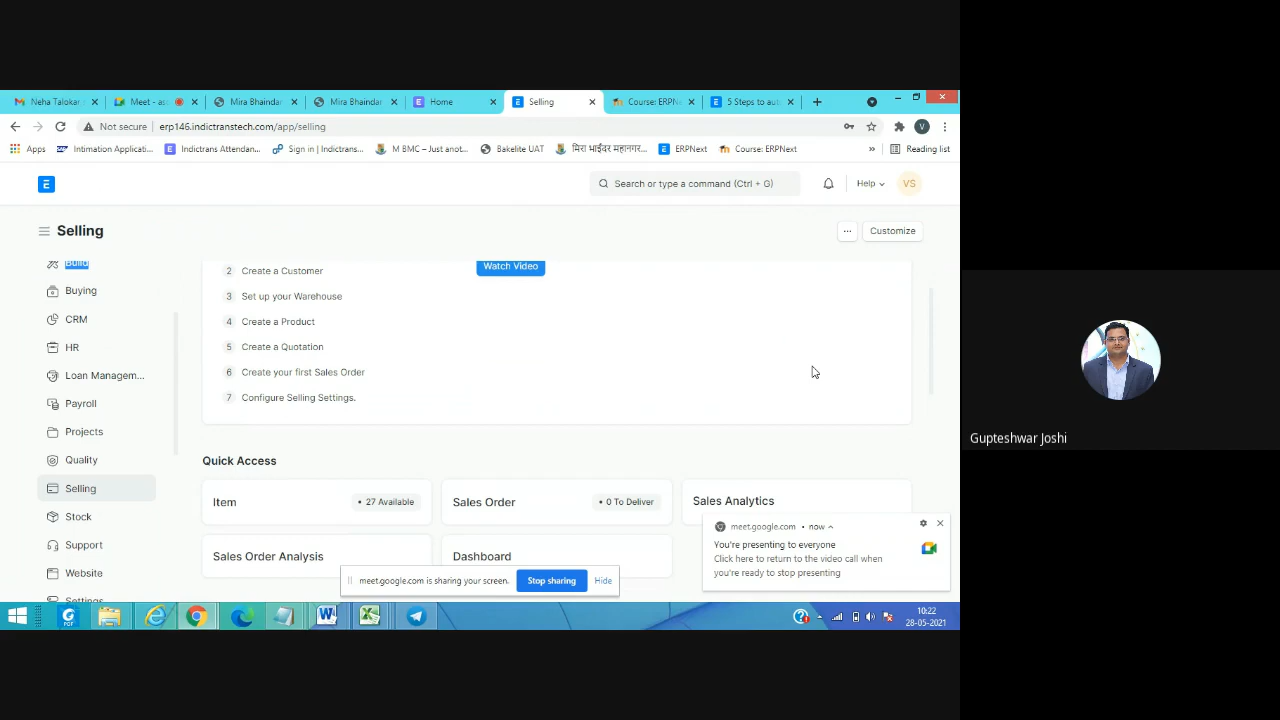 Neha Talokar
Meet - as
Mira Bhaindar
Mira Bhaindar
Home
Selling
Course: ERPNe
5 Steps to aut
Not secure
erp146.indictranstech.com/app/selling
V
Apps
Intimation Applicati...
Indictrans Attendan...
Sign in | Indictrans...
M BMC – Just anot...
Bakelite UAT
मिरा भाईंदर महानगर...
ERPNext
Course: ERPNext
»
Reading list
E
Search or type a command (Ctrl + G)
Help
VS
Selling
...
Customize
Build
Buying
CRM
HR
Loan Managem...
Payroll
Projects
Quality
Selling
Stock
Support
Website
Settings
2 Create a Customer
Watch Video
3 Set up your Warehouse
4 Create a Product
5 Create a Quotation
6 Create your first Sales Order
7 Configure Selling Settings.
Quick Access
Item
• 27 Available
Sales Order
• 0 To Deliver
Sales Analytics
Sales Order Analysis
Dashboard
meet.google.com • now
You're presenting to everyone
Click here to return to the video call when
you're ready to stop presenting
meet.google.com is sharing your screen.
Stop sharing
Hide
10:22
28-05-2021
Gupteshwar Joshi